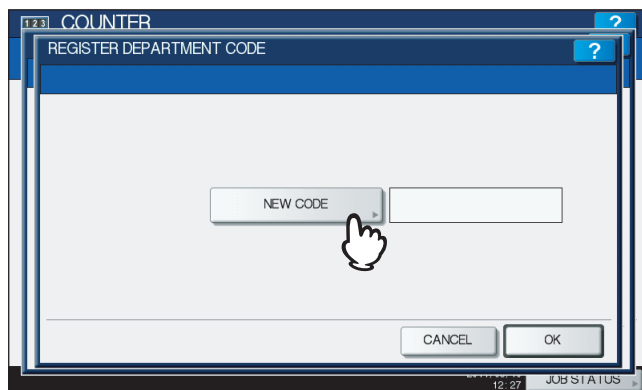 123 COUNTER ?
REGISTER DEPARTMENT CODE ?
NEW CODE
CANCEL OK
12:27 JOB STATUS